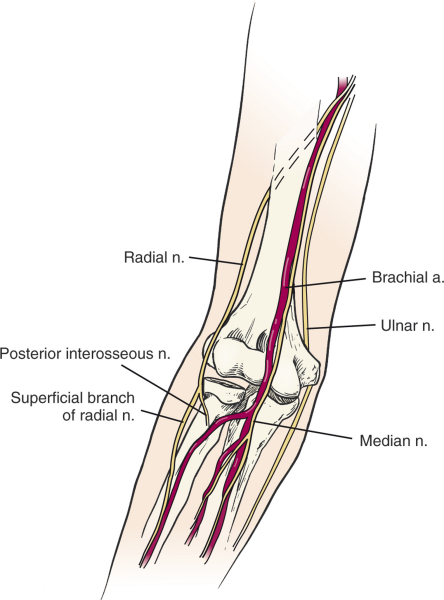 Radial n.
Brachial a.
Ulnar n.
Posterior interosseous n.
Superficial branch
of radial n.
Median n.